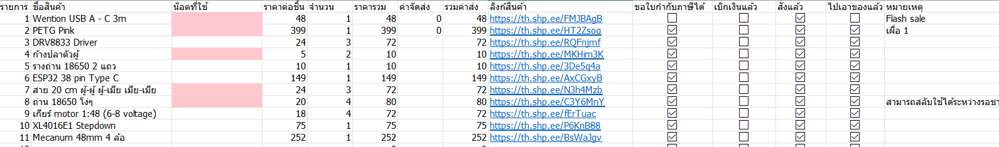 รายการ ชื่อสินค้า น๊อตที่ใช้ ราคาต่อชิ้น จำนวน ราคารวม ค่าจัดส่ง รวมค่าส่ง ลิงก์สินค้า ขอใบกำกับภาษีได้ เบิกเงินแล้ว สั่งแล้ว ไปเอาของแล้ว หมายเหตุ
1 Wention USB A - C 3m 48 1 48 0 48 https://th.shp.ee/FMJBAgB Flash sale
2 PETG Pink 399 1 399 0 399 https://th.shp.ee/HT2Zsog เผื่อ 1
3 DRV8833 Driver 24 3 72 72 https://th.shp.ee/RQFnjmf
4 ก้างปลาตัวผู้ 5 2 10 10 https://th.shp.ee/MKHim3K
5 รางถ่าน 18650 2 แถว 10 1 10 10 https://th.shp.ee/3De5q4a
6 ESP32 38 pin Type C 149 1 149 149 https://th.shp.ee/AxCGxyB
7 สาย 20 cm ผู้-ผู้ ผู้-เมีย เมีย-เมีย 24 3 72 72 https://th.shp.ee/N3h4Mzb
8 ถ่าน 18650 โง่ๆ 20 4 80 80 https://th.shp.ee/C3Y6MnY สามารถสลับใช้ได้ระหว่างรอชา
9 เกียร์ motor 1:48 (6-8 voltage) 18 4 72 72 https://th.shp.ee/fErTuac
10 XL4016E1 Stepdown 75 1 75 75 https://th.shp.ee/P6KnB88
11 Mecanum 48mm 4 ล้อ 252 1 252 252 https://th.shp.ee/BsWaJgv